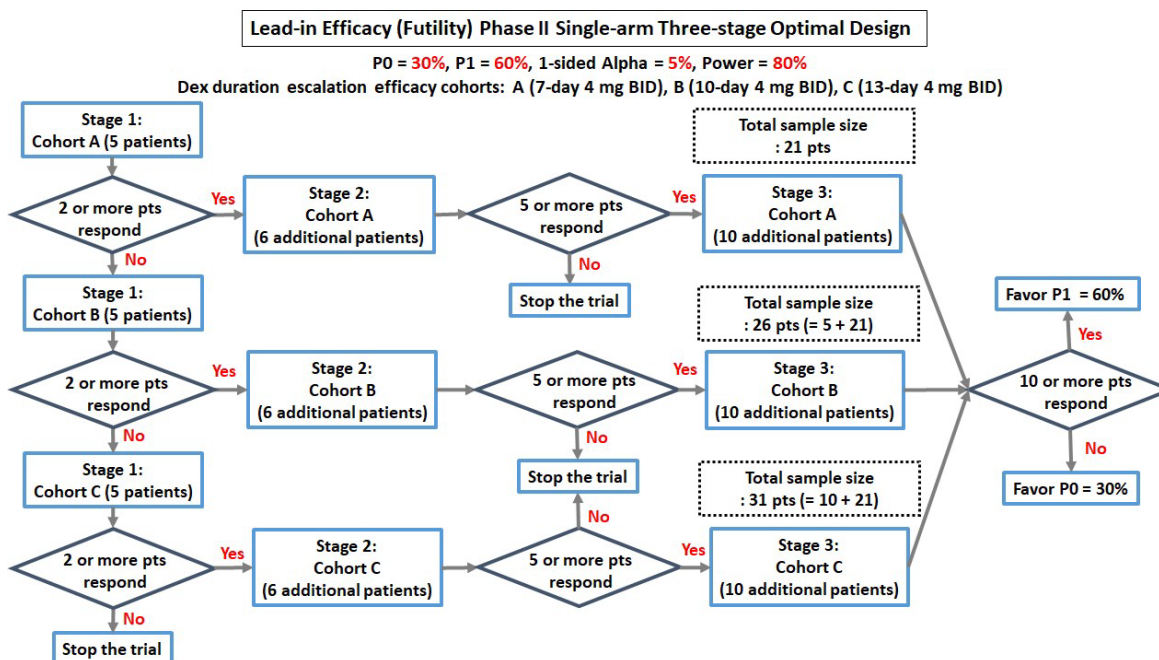 Lead-in Efficacy (Futility) Phase II Single-arm Three-stage Optimal Design
P0 = 30%, P1 = 60%, 1-sided Alpha = 5%, Power = 80%
Dex duration escalation efficacy cohorts: A (7-day 4 mg BID), B (10-day 4 mg BID), C (13-day 4 mg BID)
Stage 1:
Cohort A (5 patients)
Total sample size
: 21 pts
2 or more pts
respond
Yes
Stage 2:
Cohort A
(6 additional patients)
5 or more pts
respond
Yes
Stage 3:
Cohort A
(10 additional patients)
No
No
Stop the trial
Stage 1:
Cohort B (5 patients)
Total sample size
: 26 pts (= 5 + 21)
Favor P1 = 60%
Yes
2 or more pts
respond
Yes
Stage 2:
Cohort B
(6 additional patients)
5 or more pts
respond
Yes
Stage 3:
Cohort B
(10 additional patients)
10 or more pts
respond
No
No
No
Stage 1:
Cohort C (5 patients)
Stop the trial
Total sample size
: 31 pts (= 10 + 21)
Favor P0 = 30%
No
2 or more pts
respond
Yes
Stage 2:
Cohort C
(6 additional patients)
5 or more pts
respond
Yes
Stage 3:
Cohort C
(10 additional patients)
No
Stop the trial